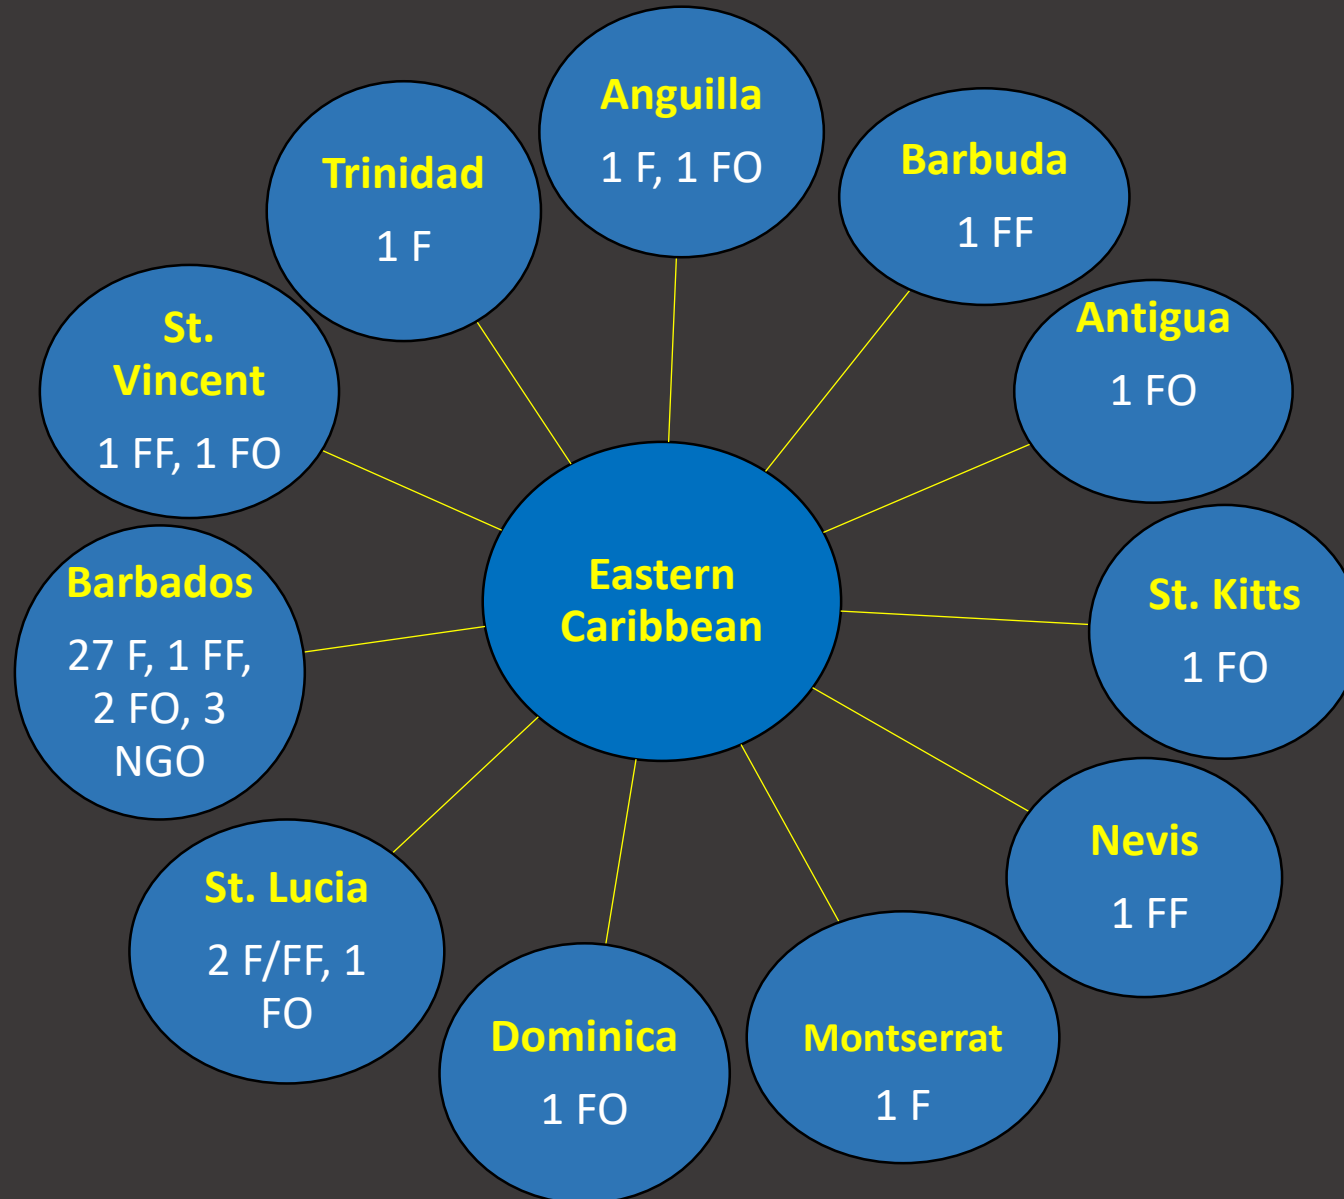 Anguilla
1 F, 1 FO
Barbuda
1 FF
Antigua
1 FO
St. Kitts
1 FO
Nevis
1 FF
Montserrat
1 F
Dominica
1 FO
St. Lucia
2 F/FF, 1
FO
Barbados
27 F, 1 FF,
2 FO, 3
NGO
St.
Vincent
1 FF, 1 FO
Trinidad
1 F
Eastern
Caribbean